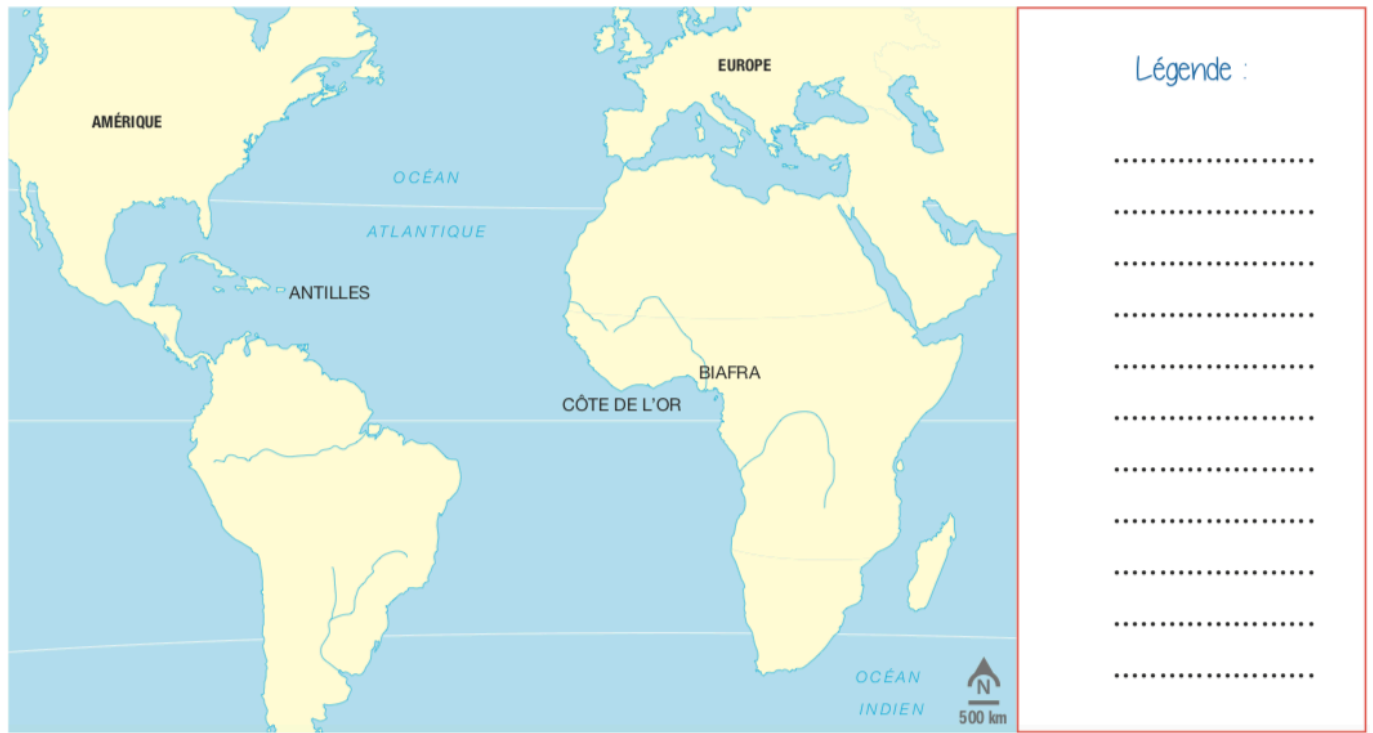 EUROPE
AMÉRIQUE
OCÉAN
ATLANTIQUE
ANTILLES
BIAFRA
CÔTE DE L'OR
OCÉAN
INDIEN
N
500 km
Légende :